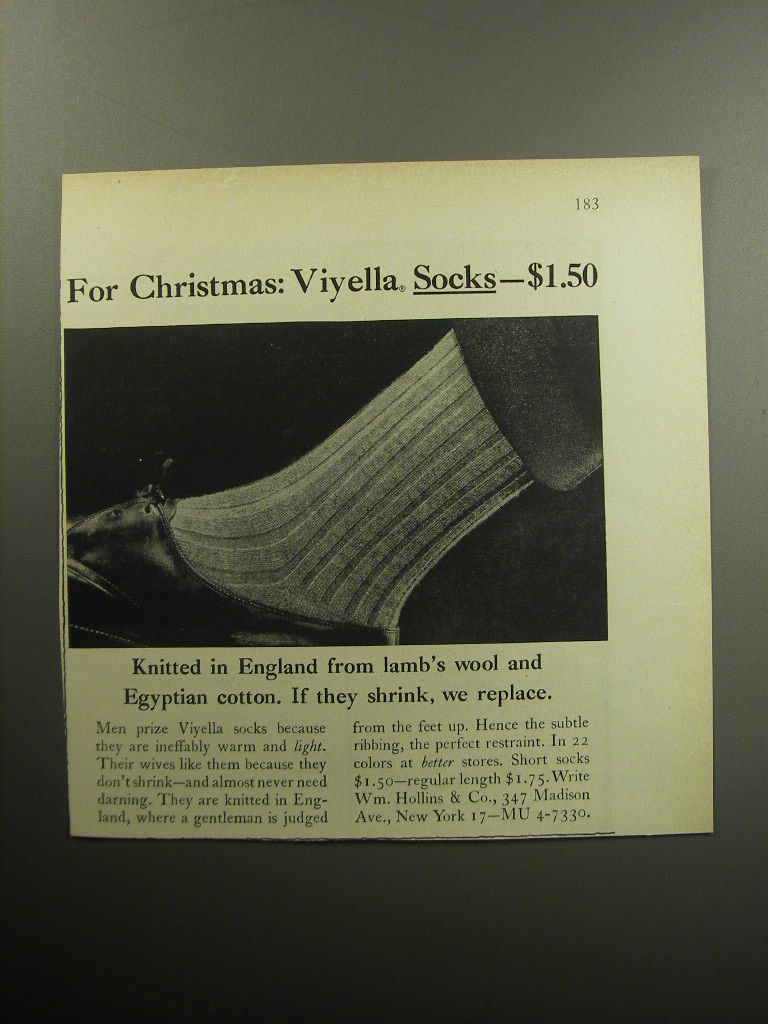 183
For Christmas: Viyella® Socks—$1.50
Knitted in England from lamb's wool and
Egyptian cotton. If they shrink, we replace.
Men prize Viyella socks because
they are ineffably warm and light.
Their wives like them because they
don't shrink—and almost never need
darning. They are knitted in Eng-
land, where a gentleman is judged
from the feet up. Hence the subtle
ribbing, the perfect restraint. In 22
colors at better stores. Short socks
$1.50—regular length $1.75. Write
Wm. Hollins & Co., 347 Madison
Ave., New York 17—MU 4-7330.